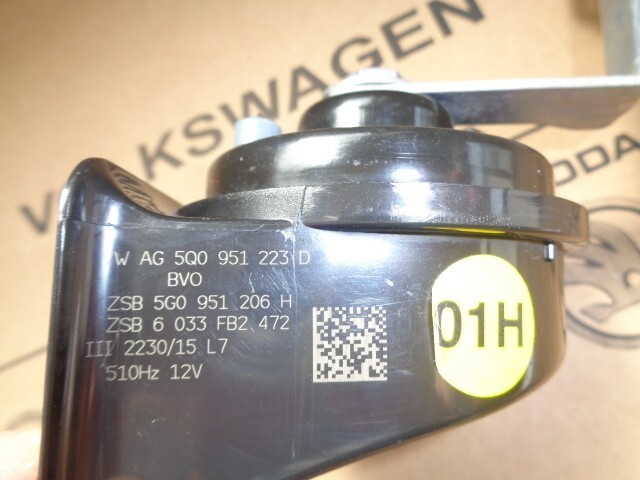 VOLKSWAGEN
ŠKODA
W AG 5Q0 951 223 D
BVO
ZSB 5G0 951 206 H
ZSB 6 033 FB2 472
III 2230/15 L7
510Hz 12V
01H